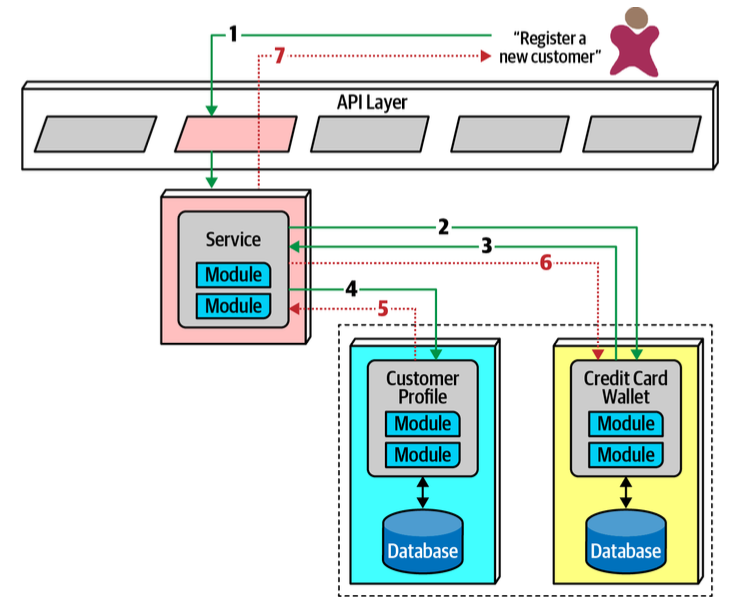 1
“Register a
new customer”
7
API Layer
Service
Module
Module
2
3
6
4
5
Customer
Profile
Module
Module
Database
Credit Card
Wallet
Module
Module
Database